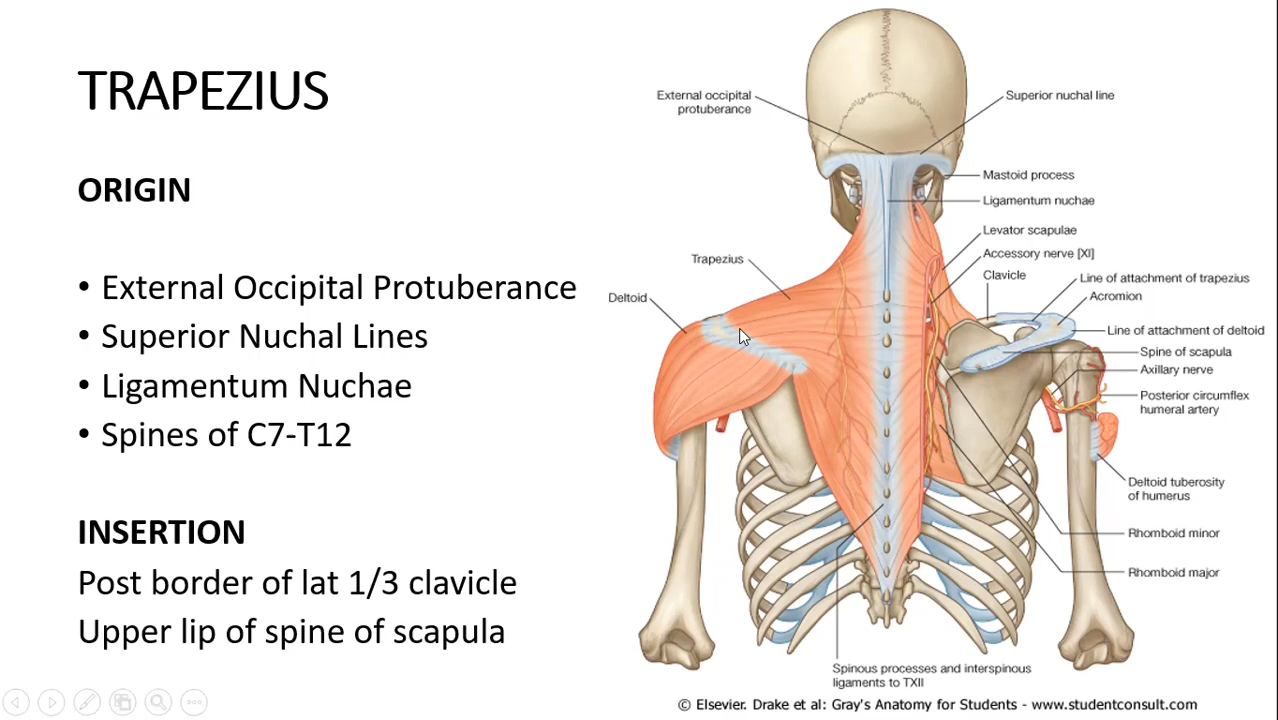 TRAPEZIUS
ORIGIN
• External Occipital Protuberance
• Superior Nuchal Lines
• Ligamentum Nuchae
• Spines of C7-T12
INSERTION
Post border of lat 1/3 clavicle
Upper lip of spine of scapula
External occipital
protuberance
Superior nuchal line
Mastoid process
Ligamentum nuchae
Levator scapulae
Accessory nerve [XI]
Clavicle
Trapezius
Deltoid
Line of attachment of trapezius
Acromion
Line of attachment of deltoid
Spine of scapula
Axillary nerve
Posterior circumflex
humeral artery
Deltoid tuberosity
of humerus
Rhomboid minor
Rhomboid major
Spinous processes and interspinous
ligaments to TXII
© Elsevier. Drake et al: Gray's Anatomy for Students - www.studentconsult.com